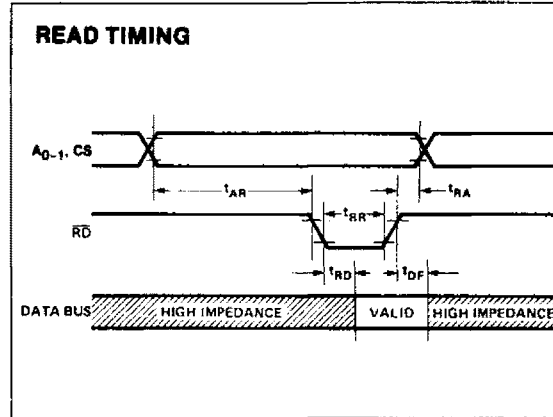 READ TIMING
A0-1, CS
tAR
tRA
RD
tRR
tRD
tDF
DATA BUS
HIGH IMPEDANCE
VALID
HIGH IMPEDANCE